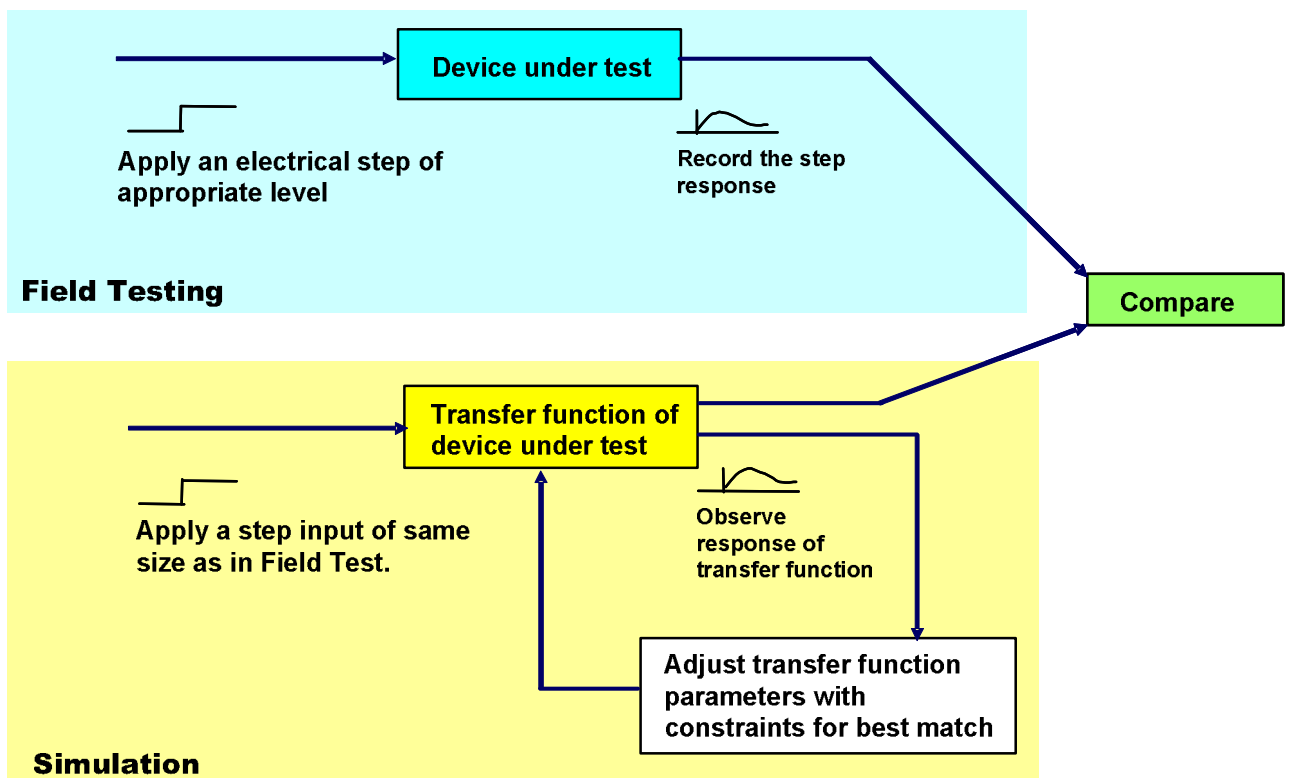 Device under test
Apply an electrical step of
appropriate level
Record the step
response
Field Testing
Compare
Transfer function of
device under test
Apply a step input of same
size as in Field Test.
Observe
response of
transfer function
Adjust transfer function
parameters with
constraints for best match
Simulation